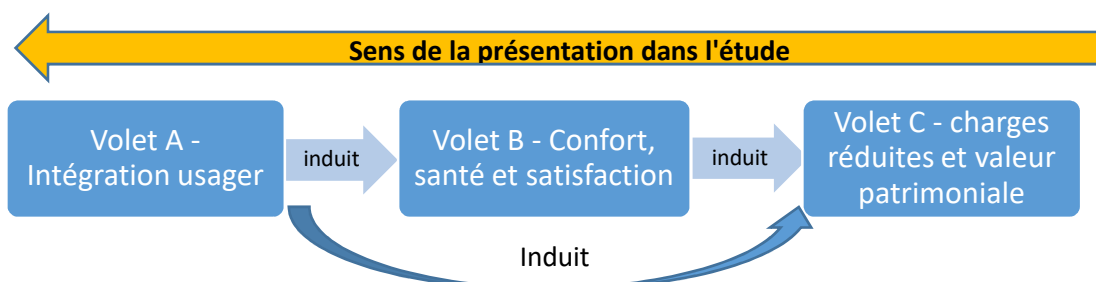 Sens de la présentation dans l'étude
Volet A -
Intégration usager
induit
Volet B - Confort,
santé et satisfaction
induit
Volet C - charges
réduites et valeur
patrimoniale
Induit